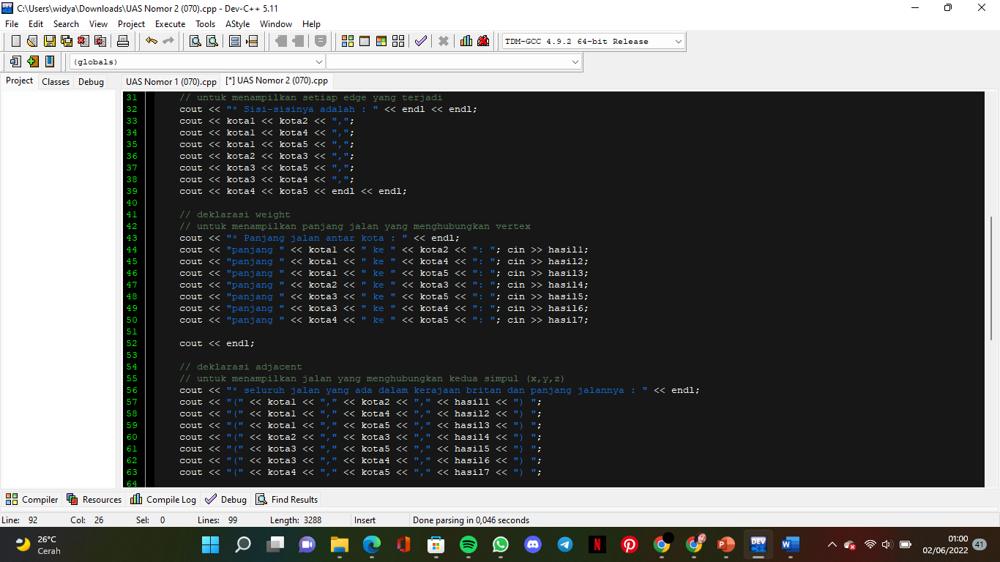 C:\Users\widya\Downloads\UAS Nomor 2 (070).cpp - Dev-C++ 5.11
File Edit Search View Project Execute Tools AStyle Window Help
TDM-GCC 4.9.2 64-bit Release
(globals)
Project Classes Debug UAS Nomor 1 (070).cpp [*] UAS Nomor 2 (070).cpp
31 // untuk menampilkan setiap edge yang terjadi
32 cout << "* Sisi-sisinya adalah : " << endl << endl;
33 cout << kota1 << kota2 << ",";
34 cout << kota1 << kota4 << ",";
35 cout << kota1 << kota5 << ",";
36 cout << kota2 << kota3 << ",";
37 cout << kota3 << kota5 << ",";
38 cout << kota3 << kota4 << ",";
39 cout << kota4 << kota5 << endl << endl;
40
41 // deklarasi weight
42 // untuk menampilkan panjang jalan yang menghubungkan vertex
43 cout << "* Panjang jalan antar kota : " << endl;
44 cout << "panjang " << kota1 << " ke " << kota2 << ": "; cin >> hasil1;
45 cout << "panjang " << kota1 << " ke " << kota4 << ": "; cin >> hasil2;
46 cout << "panjang " << kota1 << " ke " << kota5 << ": "; cin >> hasil3;
47 cout << "panjang " << kota2 << " ke " << kota3 << ": "; cin >> hasil4;
48 cout << "panjang " << kota3 << " ke " << kota5 << ": "; cin >> hasil5;
49 cout << "panjang " << kota3 << " ke " << kota4 << ": "; cin >> hasil6;
50 cout << "panjang " << kota4 << " ke " << kota5 << ": "; cin >> hasil7;
51
52 cout << endl;
53
54 // deklarasi adjacent
55 // untuk menampilkan jalan yang menghubungkan kedua simpul (x,y,z)
56 cout << "* seluruh jalan yang ada dalam kerajaan britan dan panjang jalannya : " << endl;
57 cout << "(" << kota1 << "," << kota2 << "," << hasil1 << ") ";
58 cout << "(" << kota1 << "," << kota4 << "," << hasil2 << ") ";
59 cout << "(" << kota1 << "," << kota5 << "," << hasil3 << ") ";
60 cout << "(" << kota2 << "," << kota3 << "," << hasil4 << ") ";
61 cout << "(" << kota3 << "," << kota5 << "," << hasil5 << ") ";
62 cout << "(" << kota3 << "," << kota4 << "," << hasil6 << ") ";
63 cout << "(" << kota4 << "," << kota5 << "," << hasil7 << ") ";
64
Compiler Resources Compile Log Debug Find Results
Line: 92 Col: 26 Sel: 0 Lines: 99 Length: 3288 Insert Done parsing in 0,046 seconds
26°C
Cerah
01:00
02/06/2022
41